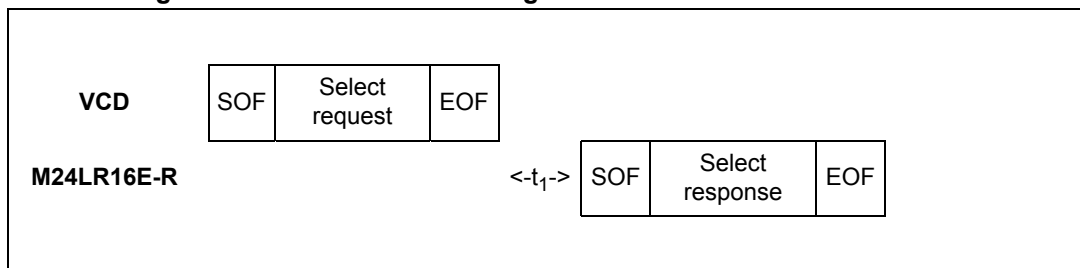 VCD SOF Select request EOF
M24LR16E-R <-t1-> SOF Select response EOF